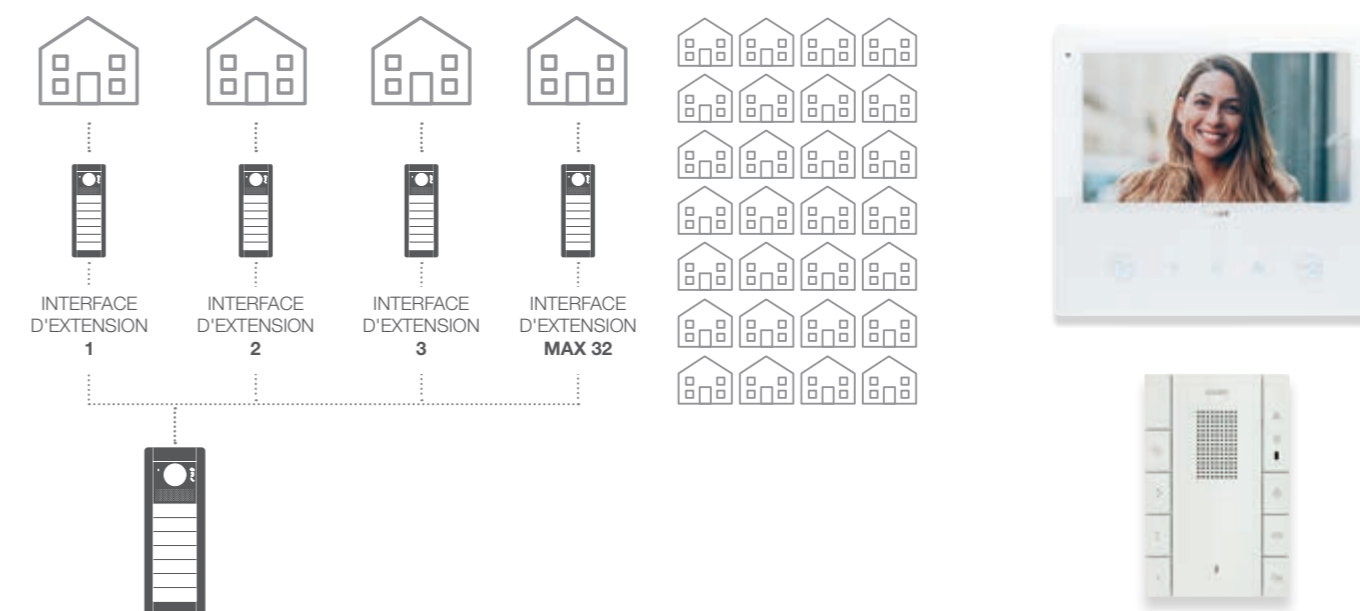 INTERFACE
D'EXTENSION
1
INTERFACE
D'EXTENSION
2
INTERFACE
D'EXTENSION
3
INTERFACE
D'EXTENSION
MAX 32